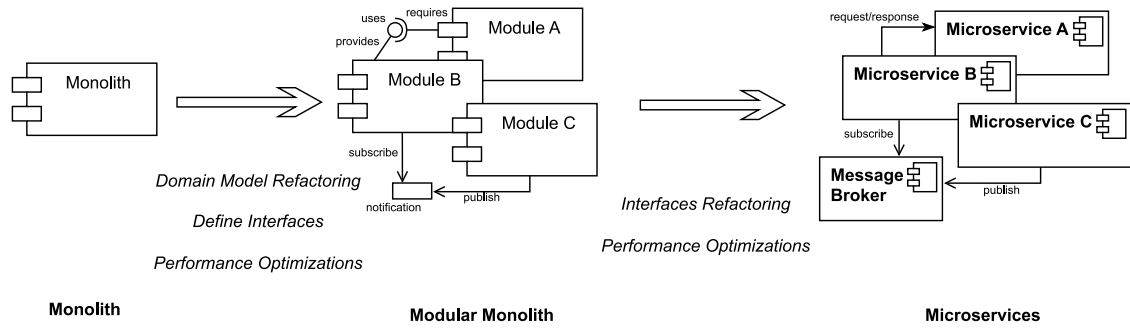 Monolith
uses
requires
provides
Module A
Module B
Module C
subscribe
publish
notification
Domain Model Refactoring
Define Interfaces
Performance Optimizations
request/response
Microservice A
Microservice B
Microservice C
subscribe
Message
Broker
publish
Interfaces Refactoring
Performance Optimizations
Monolith
Modular Monolith
Microservices